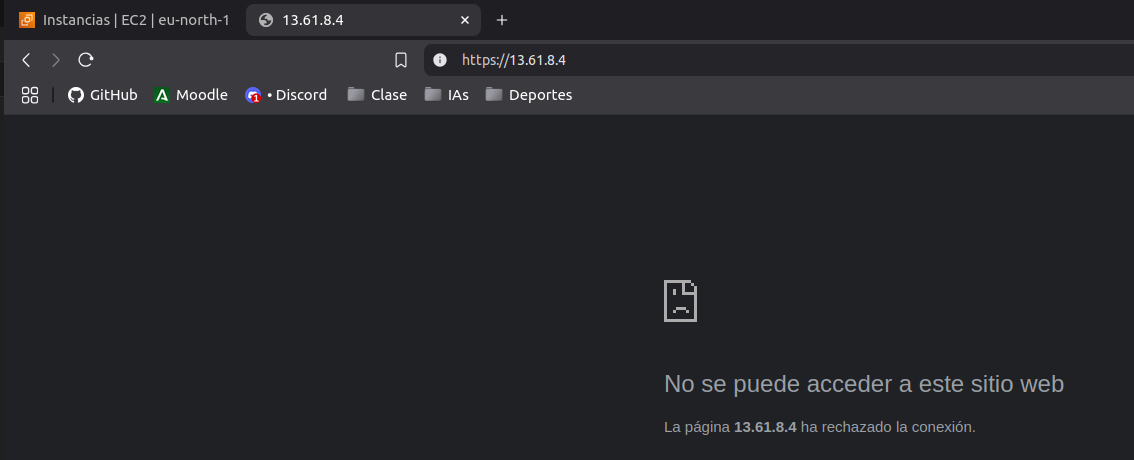 Instancias | EC2 | eu-north-1
13.61.8.4
https://13.61.8.4
GitHub
Moodle
1
• Discord
Clase
IAs
Deportes
No se puede acceder a este sitio web
La página 13.61.8.4 ha rechazado la conexión.